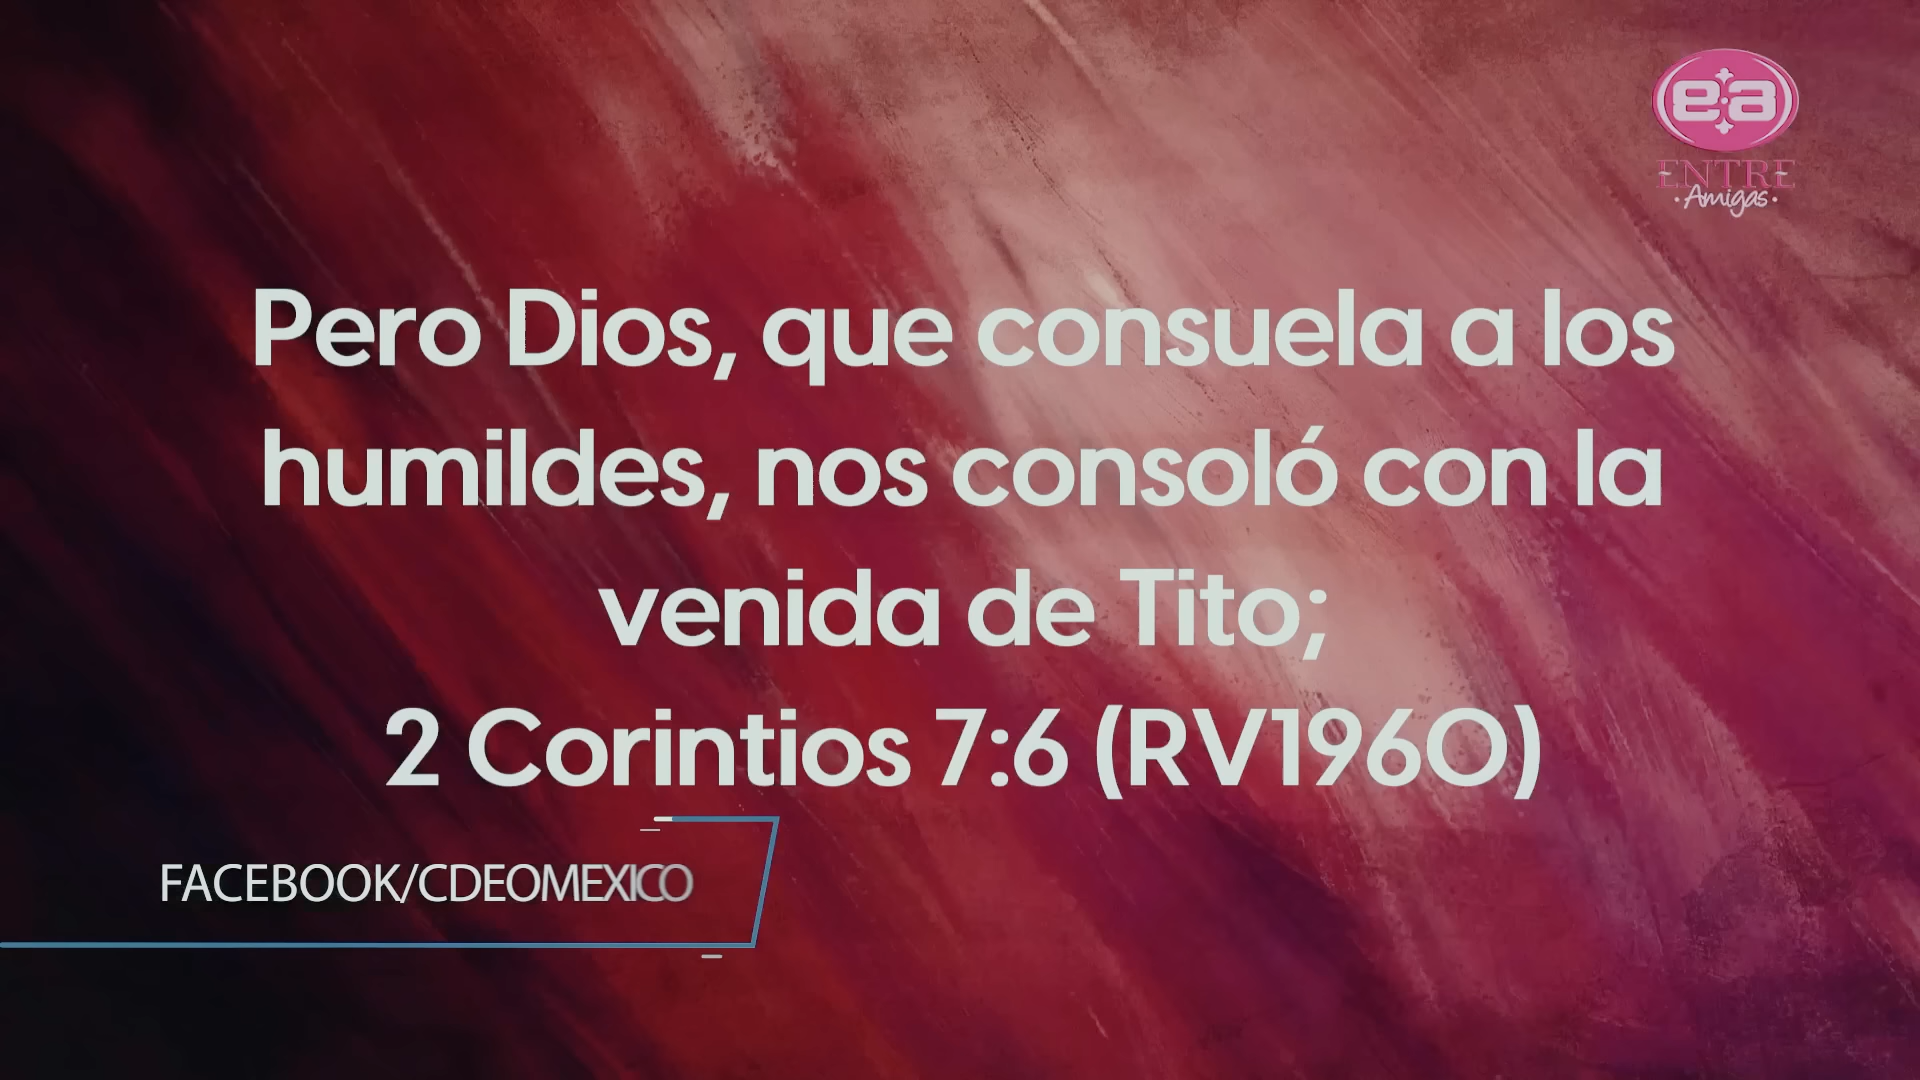 e·a
ENTRE
·Amigas·
Pero Dios, que consuela a los
humildes, nos consoló con la
venida de Tito;
2 Corintios 7:6 (RV1960)
FACEBOOK/CDEOMEXICO